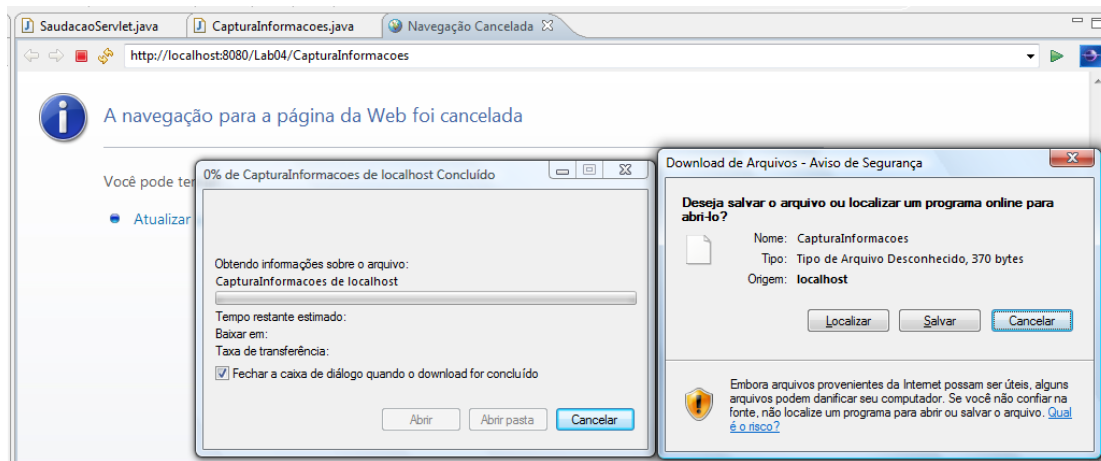 SaudacaoServlet.java
CapturaInformacoes.java
Navegação Cancelada
http://localhost:8080/Lab04/CapturaInformacoes
A navegação para a página da Web foi cancelada
Você pode
Atualizar
0% de CapturaInformacoes de localhost Concluído
Obtendo informações sobre o arquivo:
CapturaInformacoes de localhost
Tempo restante estimado:
Baixar em:
Taxa de transferência:
Fechar a caixa de diálogo quando o download for concluído
Abrir
Abrir pasta
Cancelar
Download de Arquivos - Aviso de Segurança
Deseja salvar o arquivo ou localizar um programa online para
abri-lo?
Nome: CapturaInformacoes
Tipo: Tipo de Arquivo Desconhecido, 370 bytes
Origem: localhost
Localizar
Salvar
Cancelar
Embora arquivos provenientes da Internet possam ser úteis, alguns
arquivos podem danificar seu computador. Se você não confiar na
fonte, não localize um programa para abrir ou salvar o arquivo. Qual
é o risco?